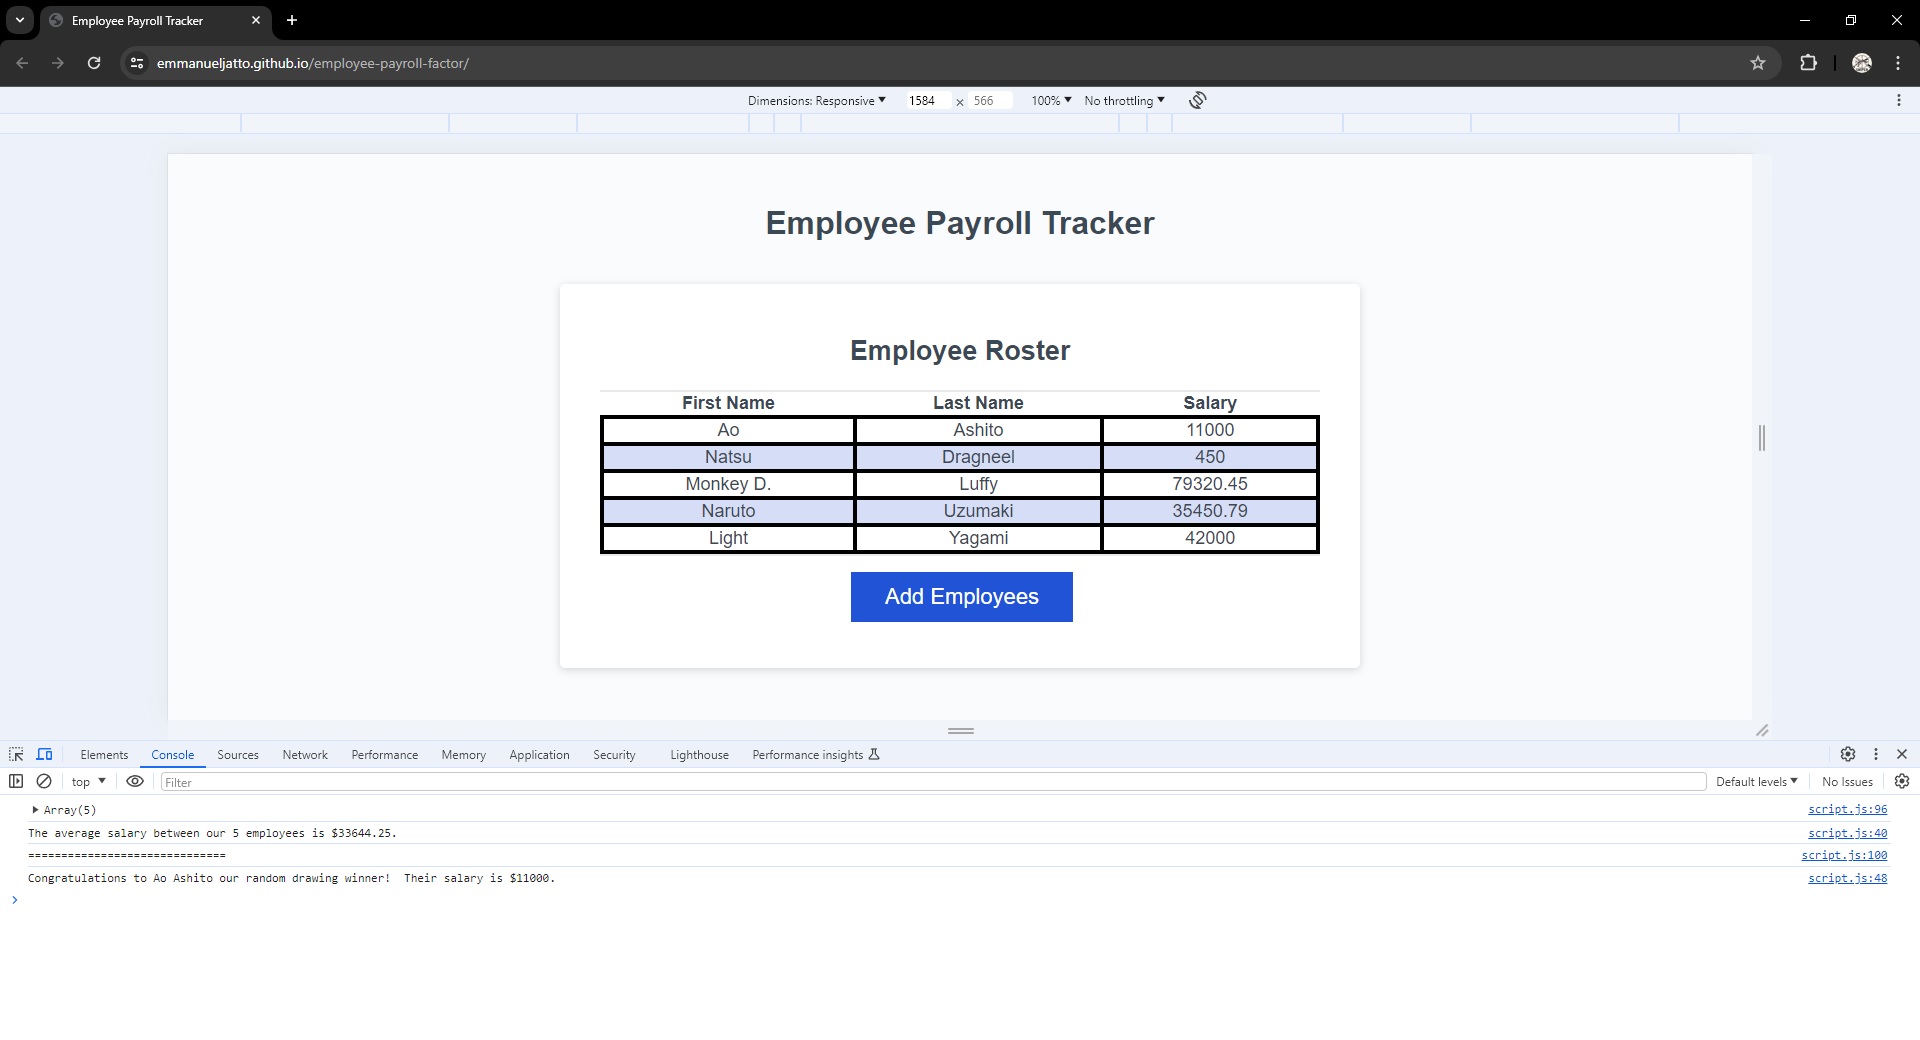 Employee Payroll Tracker
emmanueljatto.github.io/employee-payroll-factor/
Dimensions: Responsive 1584 × 566 100% No throttling
Employee Payroll Tracker
Employee Roster
First Name Last Name Salary
Ao Ashito 11000
Natsu Dragneel 450
Monkey D. Luffy 79320.45
Naruto Uzumaki 35450.79
Light Yagami 42000
Add Employees
Elements Console Sources Network Performance Memory Application Security Lighthouse Performance insights
top Filter Default levels No Issues
Array(5) script.js:96
The average salary between our 5 employees is $33644.25. script.js:40
============================== script.js:100
Congratulations to Ao Ashito our random drawing winner!  Their salary is $11000. script.js:48